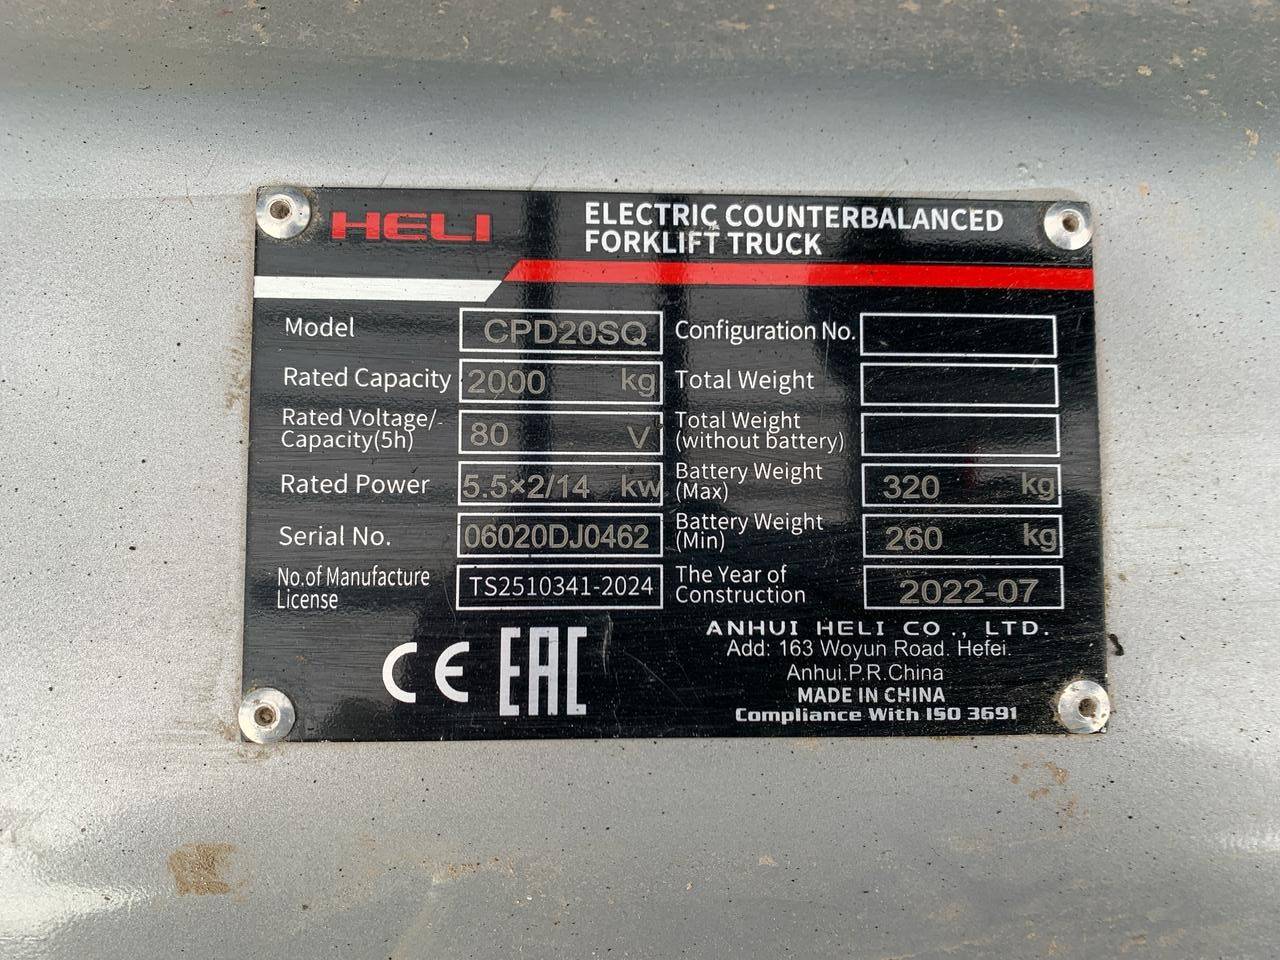 HELI
ELECTRIC COUNTERBALANCED
FORKLIFT TRUCK
Model CPD20SQ
Configuration No.
Rated Capacity 2000 kg
Total Weight
Rated Voltage/
Capacity(5h) 80 V
Total Weight
(without battery)
Rated Power 5.5×2/14 kw
Battery Weight
(Max) 320 kg
Serial No. 06020DJ0462
Battery Weight
(Min) 260 kg
No.of Manufacture
License TS2510341-2024
The Year of
Construction 2022-07
CE EAC
ANHUI HELI CO., LTD.
Add: 163 Woyun Road. Hefei.
Anhui.P.R.China
MADE IN CHINA
Compliance With ISO 3691